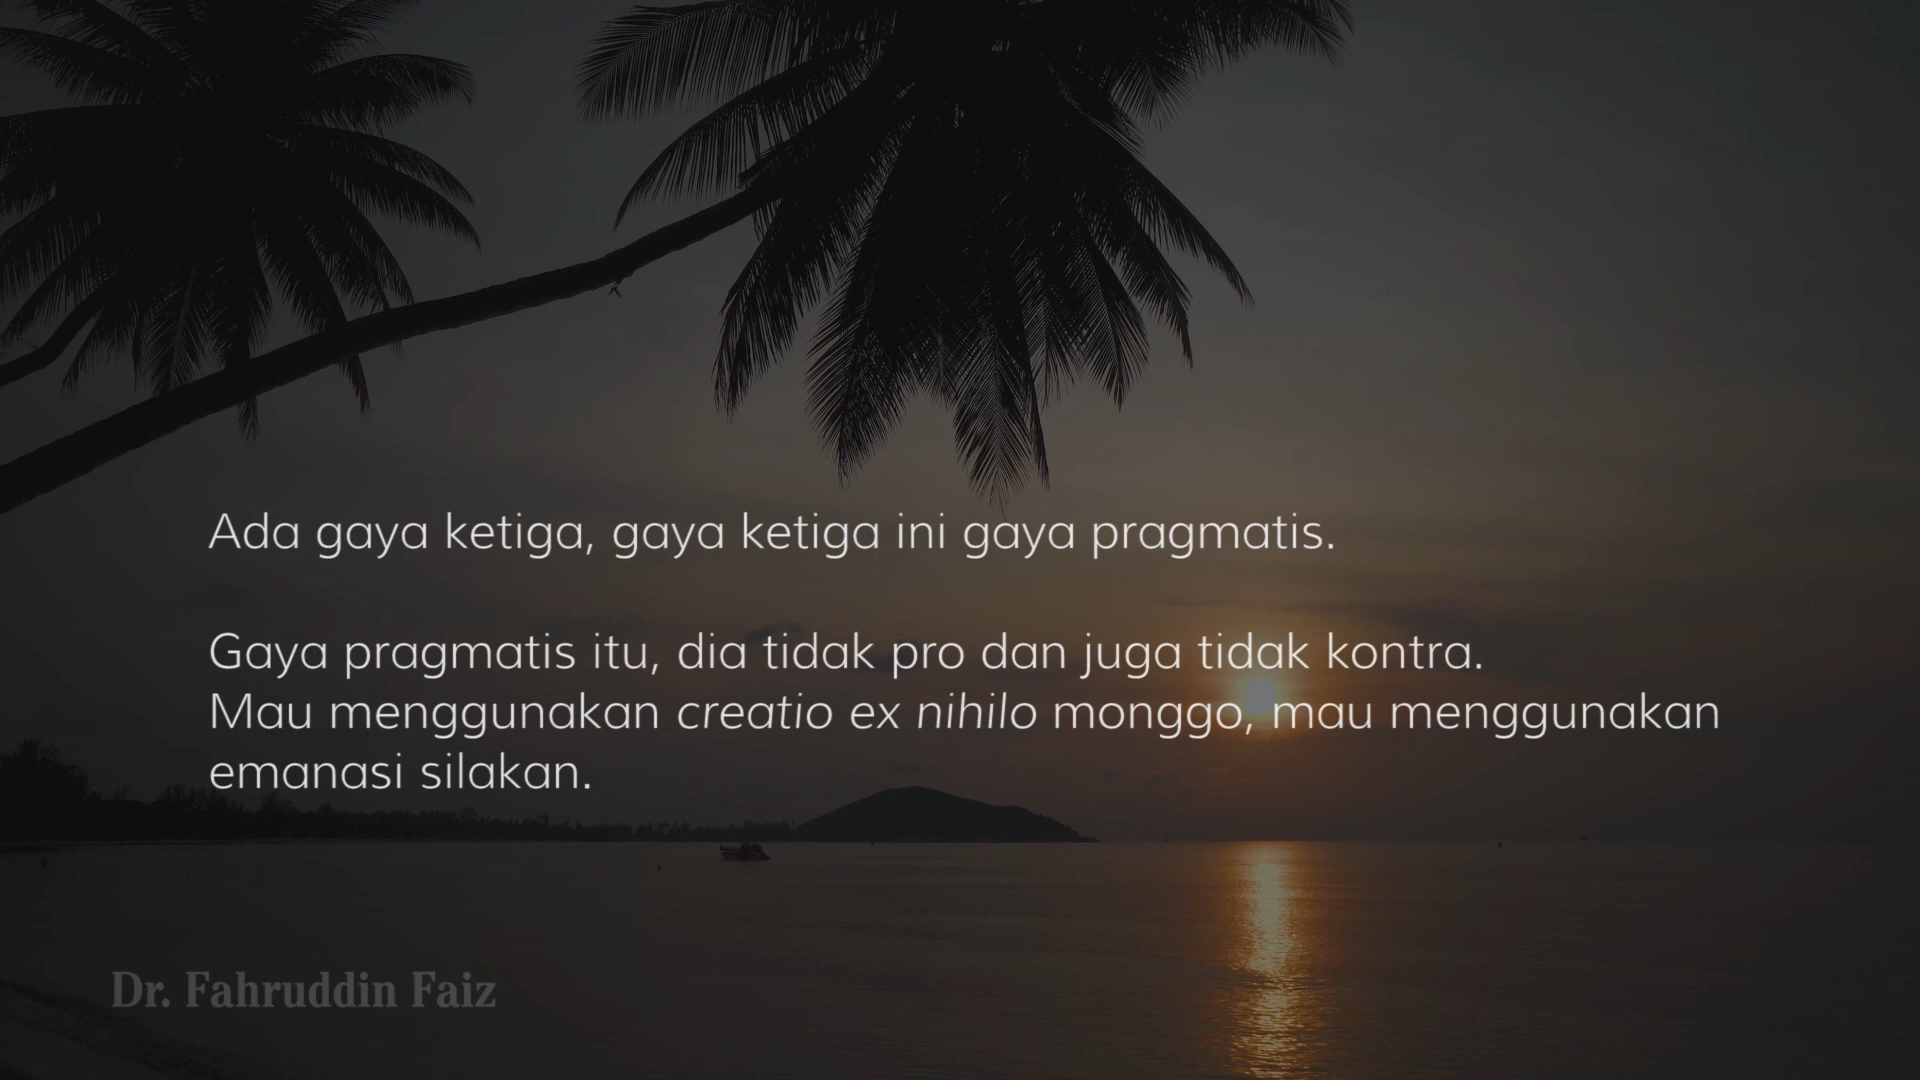 Ada gaya ketiga, gaya ketiga ini gaya pragmatis.
Gaya pragmatis itu, dia tidak pro dan juga tidak kontra.
Mau menggunakan creatio ex nihilo monggo, mau menggunakan
emanasi silakan.
Dr. Fahruddin Faiz